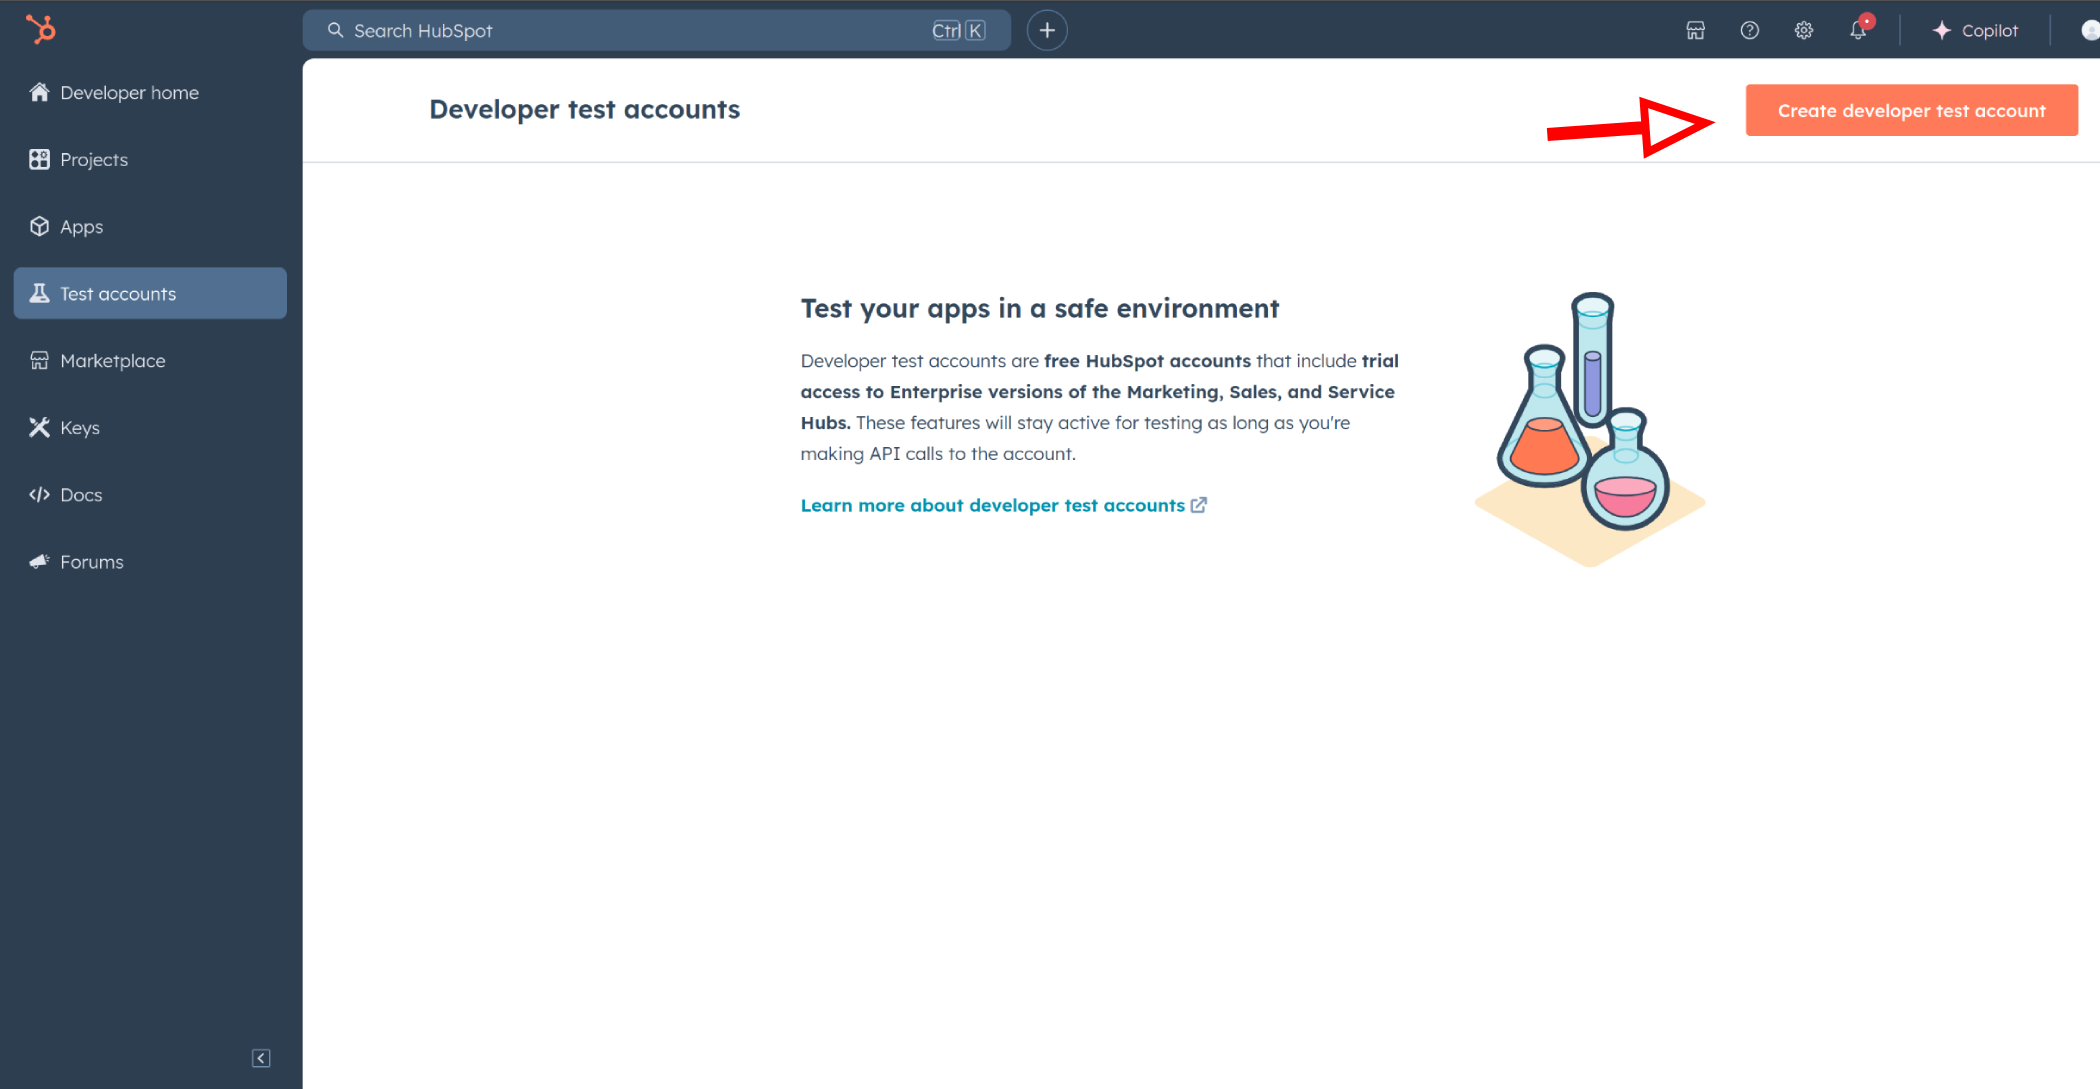 Search HubSpot Ctrl K
Copilot
Developer home
Projects
Apps
Test accounts
Marketplace
Keys
Docs
Forums
Developer test accounts
Create developer test account
Test your apps in a safe environment
Developer test accounts are free HubSpot accounts that include trial
access to Enterprise versions of the Marketing, Sales, and Service
Hubs. These features will stay active for testing as long as you're
making API calls to the account.
Learn more about developer test accounts